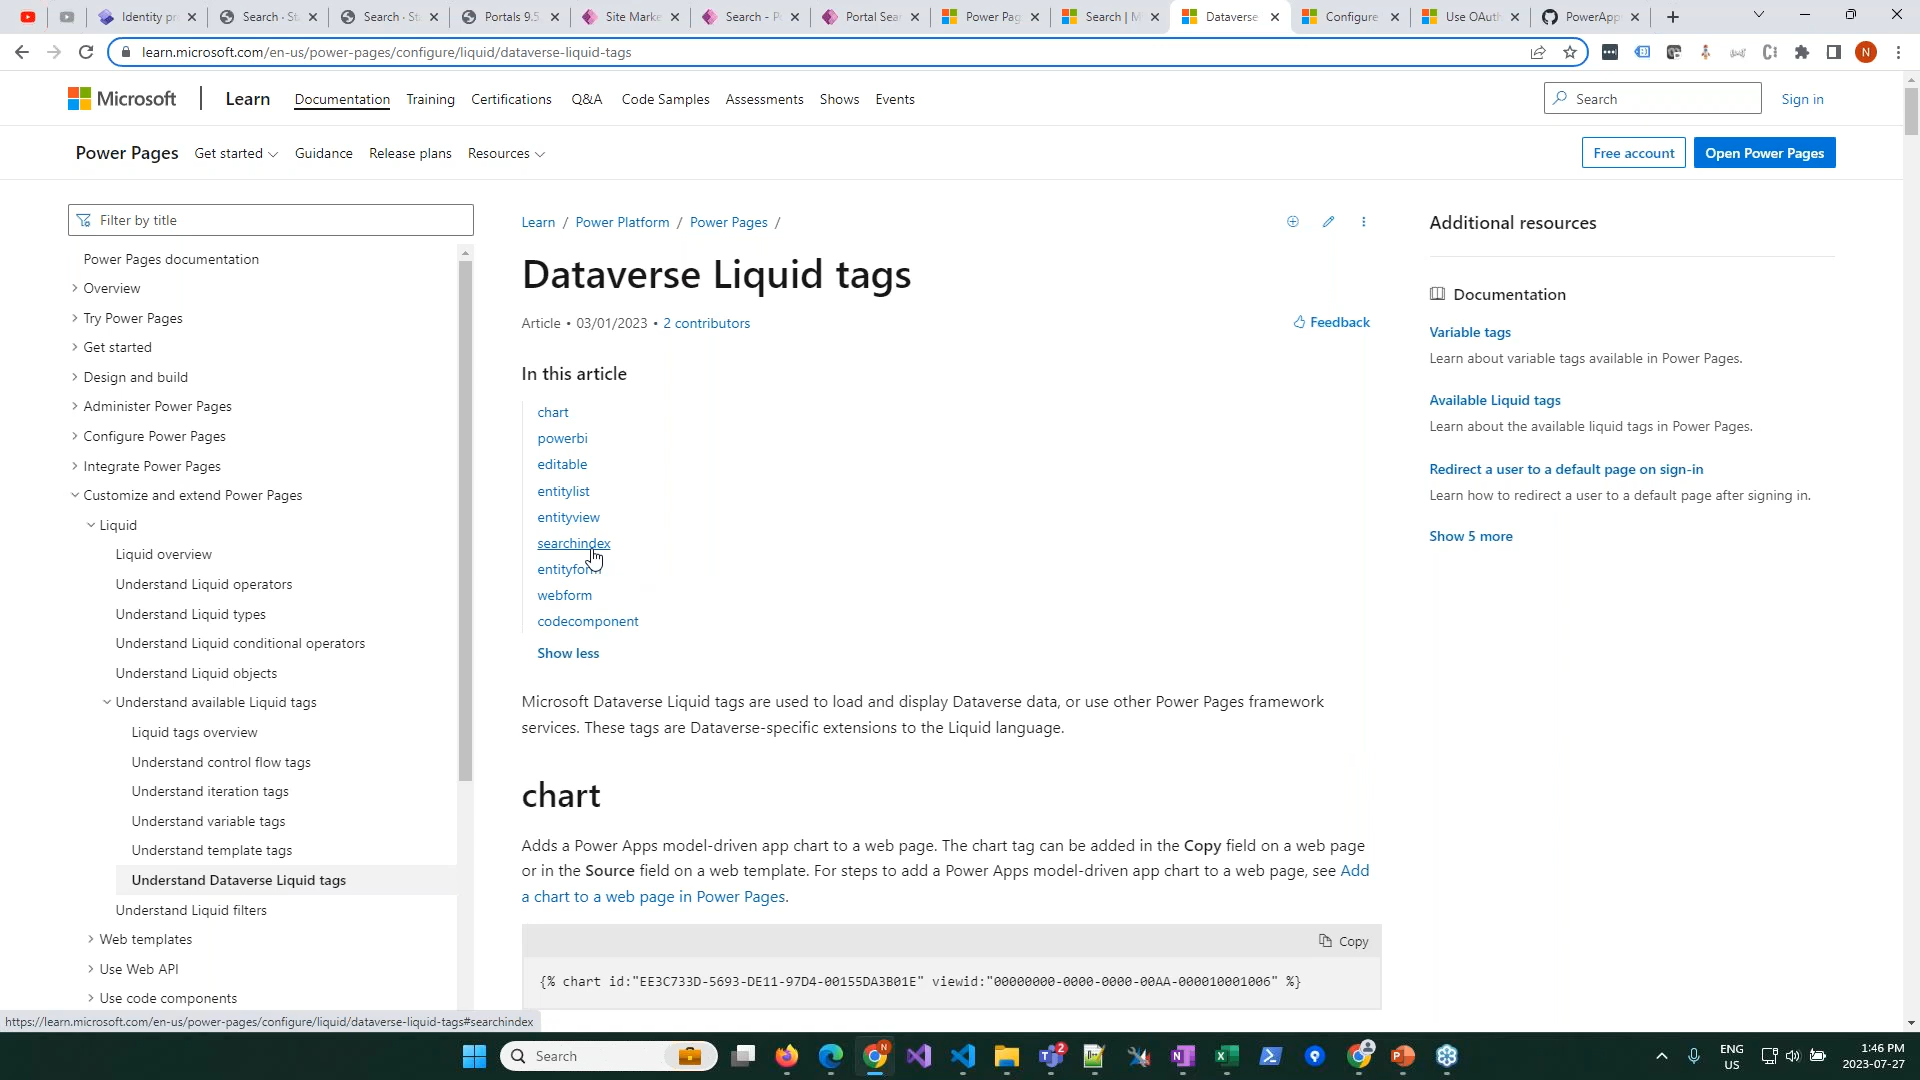 Identity pr
Search · St
Search · St
Portals 9.5.
Site Marke
Search - P
Portal Sear
Power Pag
Search | M
Dataverse
Configure
Use OAuth
PowerApp
learn.microsoft.com/en-us/power-pages/configure/liquid/dataverse-liquid-tags
N
Microsoft
Learn
Documentation
Training
Certifications
Q&A
Code Samples
Assessments
Shows
Events
Search
Sign in
Power Pages
Get started
Guidance
Release plans
Resources
Free account
Open Power Pages
Filter by title
Power Pages documentation
Overview
Try Power Pages
Get started
Design and build
Administer Power Pages
Configure Power Pages
Integrate Power Pages
Customize and extend Power Pages
Liquid
Liquid overview
Understand Liquid operators
Understand Liquid types
Understand Liquid conditional operators
Understand Liquid objects
Understand available Liquid tags
Liquid tags overview
Understand control flow tags
Understand iteration tags
Understand variable tags
Understand template tags
Understand Dataverse Liquid tags
Understand Liquid filters
Web templates
Use Web API
Use code components
Learn / Power Platform / Power Pages /
Dataverse Liquid tags
Article • 03/01/2023 • 2 contributors
Feedback
In this article
chart
powerbi
editable
entitylist
entityview
searchindex
entityform
webform
codecomponent
Show less
Microsoft Dataverse Liquid tags are used to load and display Dataverse data, or use other Power Pages framework
services. These tags are Dataverse-specific extensions to the Liquid language.
chart
Adds a Power Apps model-driven app chart to a web page. The chart tag can be added in the Copy field on a web page
or in the Source field on a web template. For steps to add a Power Apps model-driven app chart to a web page, see Add
a chart to a web page in Power Pages.
Copy
{% chart id:"EE3C733D-5693-DE11-97D4-00155DA3B01E" viewid:"00000000-0000-0000-00AA-000010001006" %}
Additional resources
Documentation
Variable tags
Learn about variable tags available in Power Pages.
Available Liquid tags
Learn about the available liquid tags in Power Pages.
Redirect a user to a default page on sign-in
Learn how to redirect a user to a default page after signing in.
Show 5 more
https://learn.microsoft.com/en-us/power-pages/configure/liquid/dataverse-liquid-tags#searchindex
Search
N
2
ENG
US
1:46 PM
2023-07-27